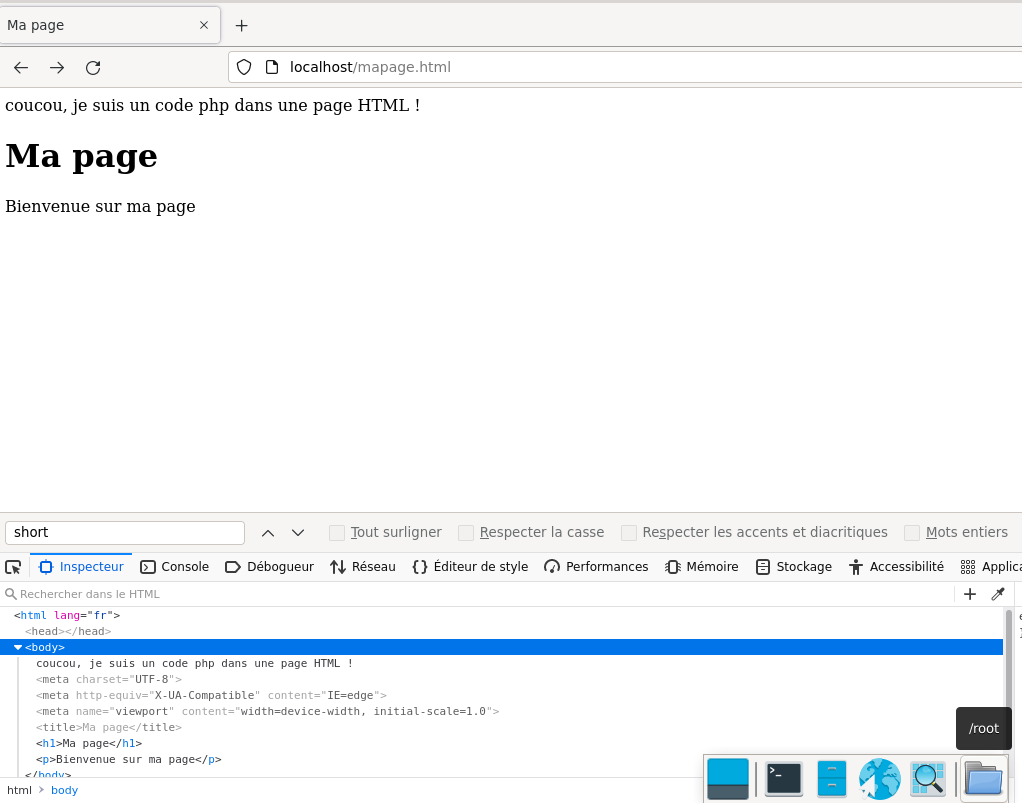 Ma page
localhost/mapage.html
coucou, je suis un code php dans une page HTML !
Ma page
Bienvenue sur ma page
short Tout surligner Respecter la casse Respecter les accents et diacritiques Mots entiers
Inspecteur Console Débogueur Réseau Éditeur de style Performances Mémoire Stockage Accessibilité Applica
Rechercher dans le HTML
<html lang="fr">
<head></head>
<body>
coucou, je suis un code php dans une page HTML !
<meta charset="UTF-8">
<meta http-equiv="X-UA-Compatible" content="IE=edge">
<meta name="viewport" content="width=device-width, initial-scale=1.0">
<title>Ma page</title>
<h1>Ma page</h1>
<p>Bienvenue sur ma page</p>
</body>
/root
html > body